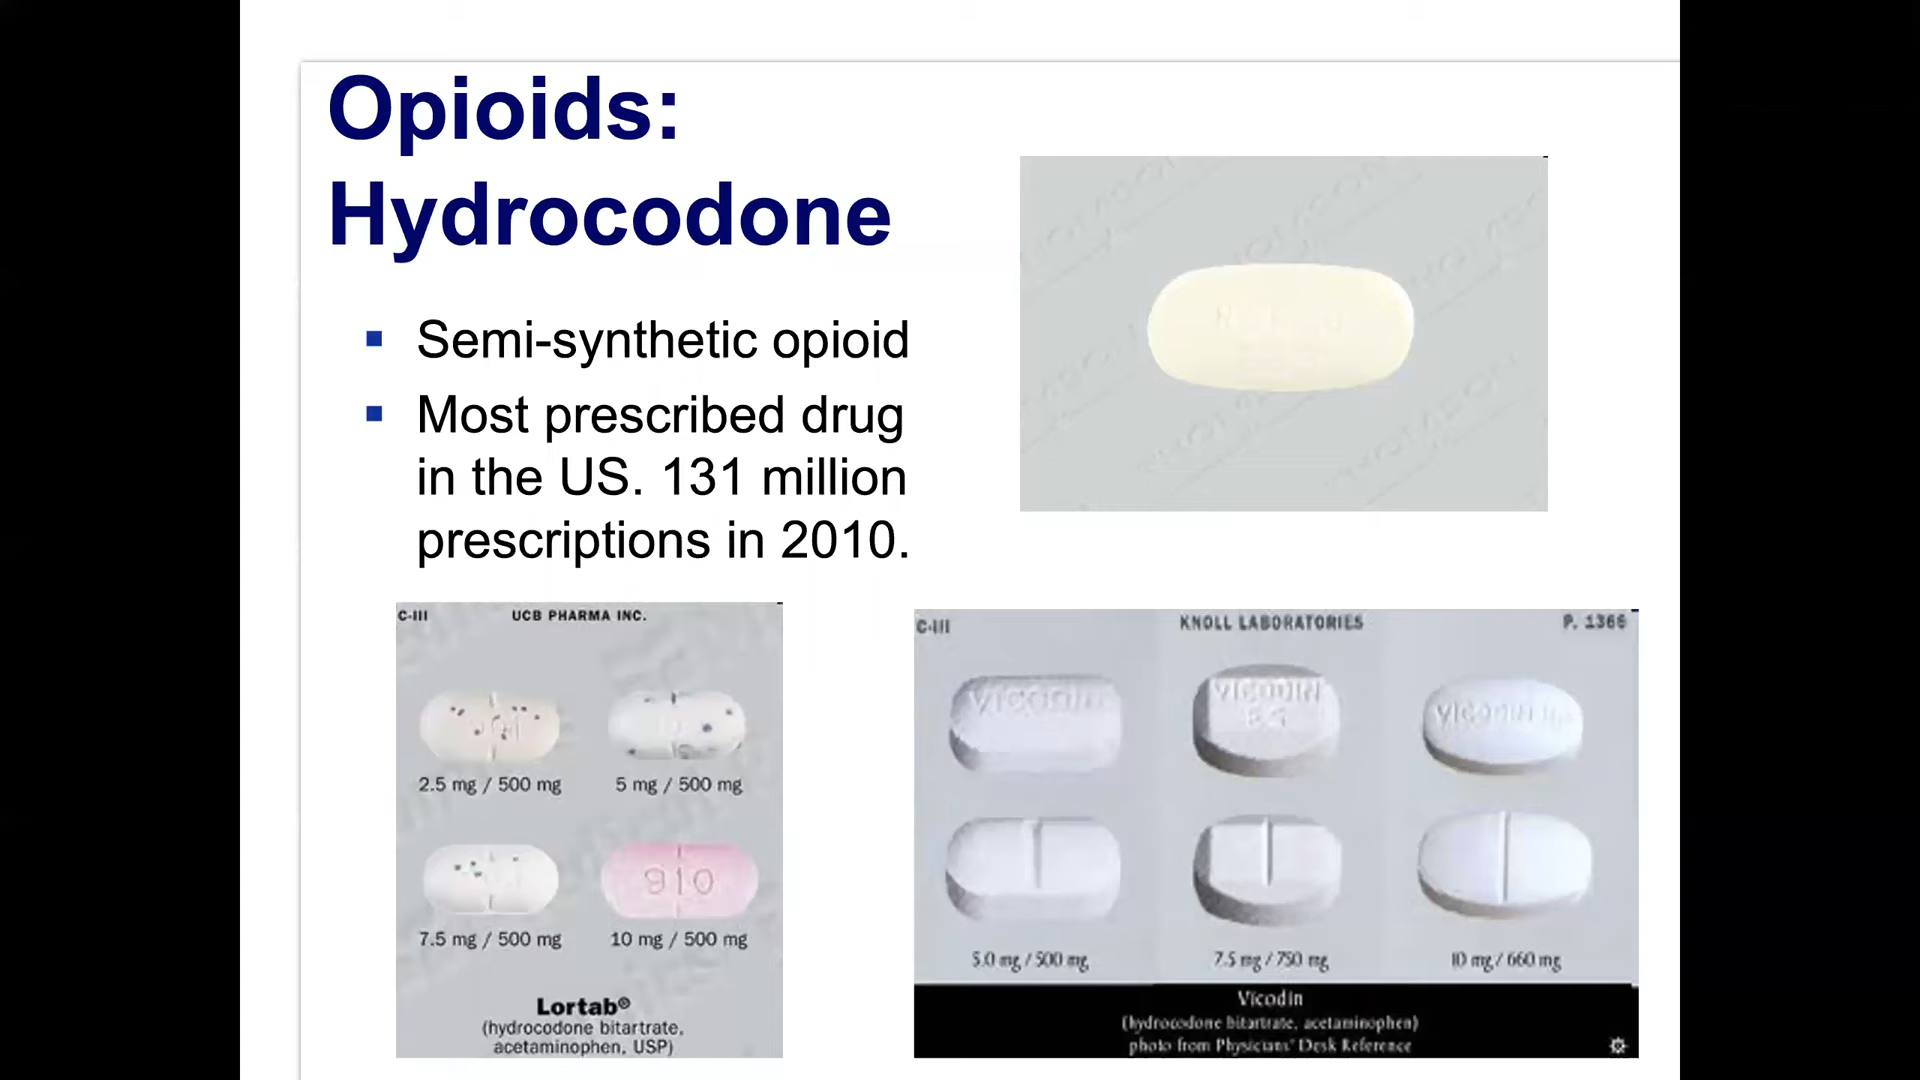 Opioids:
Hydrocodone
Semi-synthetic opioid
Most prescribed drug
in the US. 131 million
prescriptions in 2010.
C-III UCB PHARMA INC.
2.5 mg / 500 mg 5 mg / 500 mg
910
7.5 mg / 500 mg 10 mg / 500 mg
Lortab®
(hydrocodone bitartrate,
acetaminophen, USP)
C-III KNOLL LABORATORIES P. 1366
VICODIN VICODIN VICODIN
ES
5.0 mg / 500 mg 7.5 mg / 750 mg 10 mg / 660 mg
Vicodin
(hydrocodone bitartrate, acetaminophen)
photo from Physicians' Desk Reference